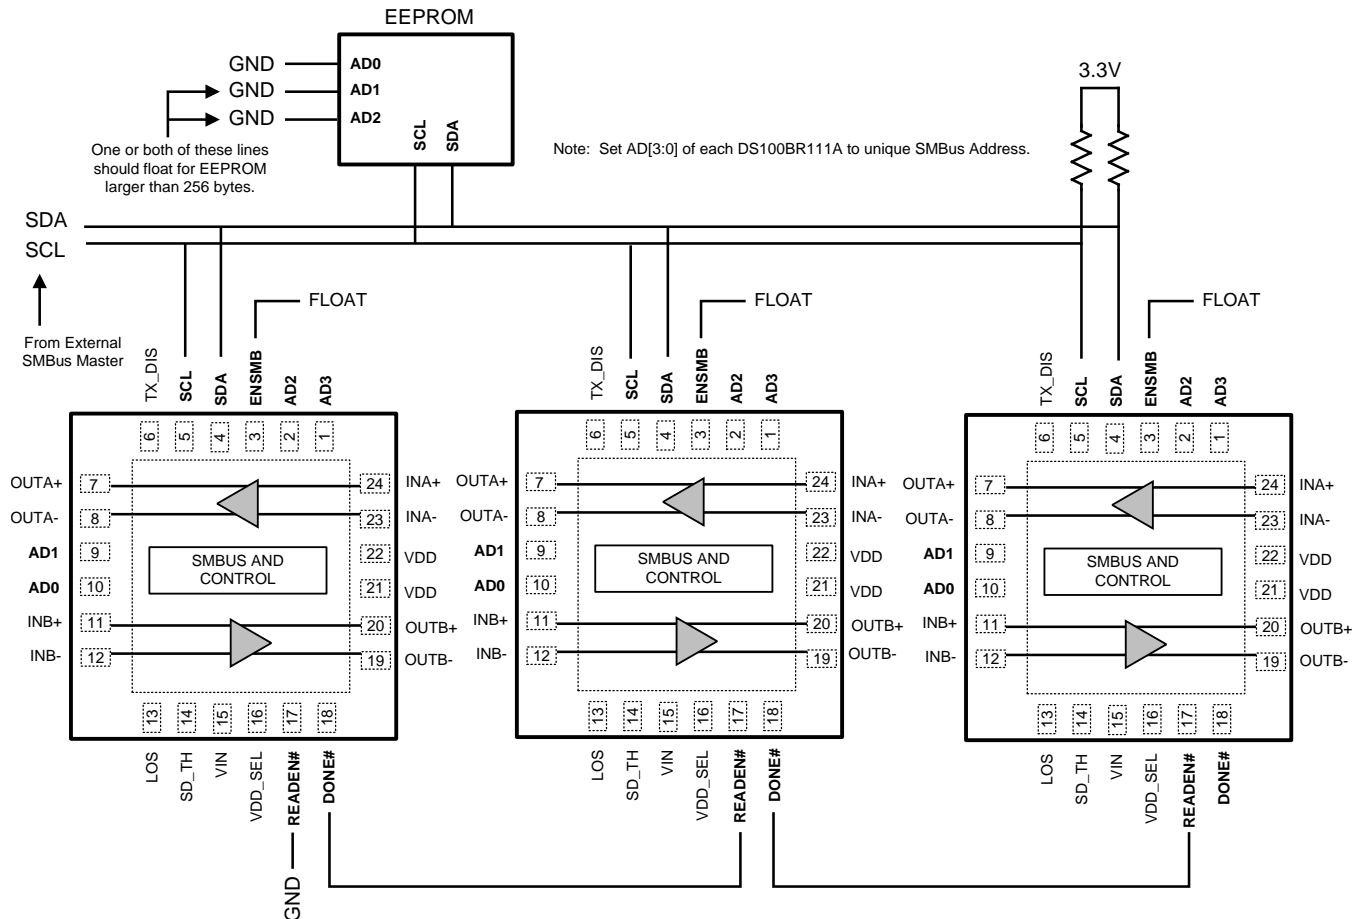 EEPROM
GND
AD0
GND
AD1
GND
AD2
SCL
SDA
One or both of these lines
should float for EEPROM
larger than 256 bytes.
Note: Set AD[3:0] of each DS100BR111A to unique SMBus Address.
3.3V
SDA
SCL
From External
SMBus Master
FLOAT
TX_DIS
SCL
SDA
ENSMB
AD2
AD3
6
5
4
3
2
1
OUTA+
7
24
INA+
OUTA-
8
23
INA-
AD1
9
SMBUS AND
CONTROL
22
VDD
AD0
10
21
VDD
INB+
11
20
OUTB+
INB-
12
19
OUTB-
13
14
15
16
17
18
LOS
SD_TH
VIN
VDD_SEL
READEN#
DONE#
GND
FLOAT
TX_DIS
SCL
SDA
ENSMB
AD2
AD3
6
5
4
3
2
1
OUTA+
7
24
INA+
OUTA-
8
23
INA-
AD1
9
SMBUS AND
CONTROL
22
VDD
AD0
10
21
VDD
INB+
11
20
OUTB+
INB-
12
19
OUTB-
13
14
15
16
17
18
LOS
SD_TH
VIN
VDD_SEL
READEN#
DONE#
FLOAT
TX_DIS
SCL
SDA
ENSMB
AD2
AD3
6
5
4
3
2
1
OUTA+
7
24
INA+
OUTA-
8
23
INA-
AD1
9
SMBUS AND
CONTROL
22
VDD
AD0
10
21
VDD
INB+
11
20
OUTB+
INB-
12
19
OUTB-
13
14
15
16
17
18
LOS
SD_TH
VIN
VDD_SEL
READEN#
DONE#